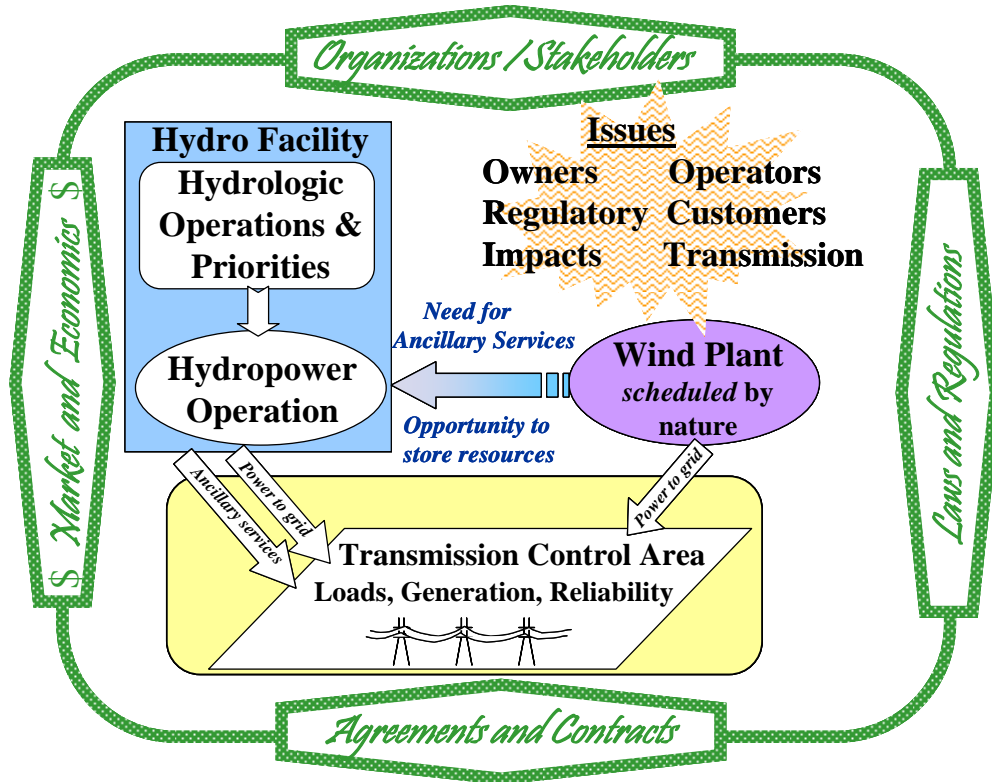 Organizations / Stakeholders
Hydro Facility
Hydrologic
Operations &
Priorities
Hydropower
Operation
Issues
Owners Operators
Regulatory Customers
Impacts Transmission
Need for
Ancillary Services
Opportunity to
store resources
Wind Plant
scheduled by
nature
Ancillary services
Power to grid
Power to grid
Transmission Control Area
Loads, Generation, Reliability
$ Market and Economics $
Laws and Regulations
Agreements and Contracts